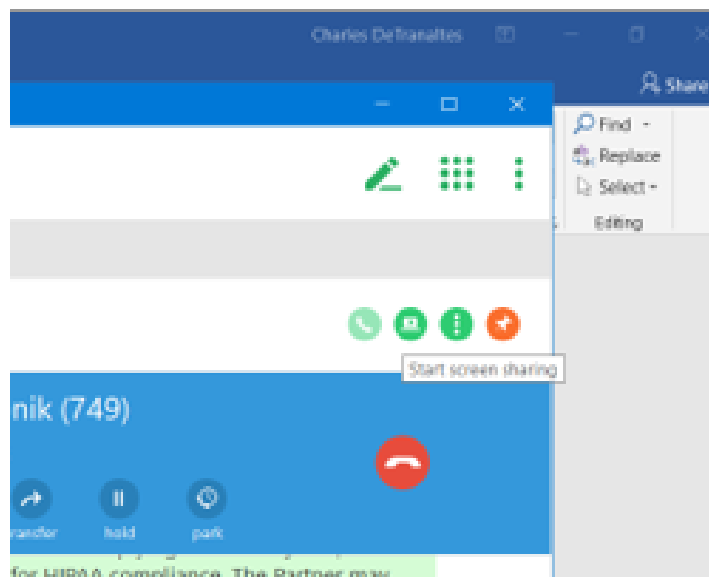 Charles DeTranaltes
Share
Find
Replace
Select
Editing
Start screen sharing
nik (749)
ransfer
hold
park
for HIPAA compliance. The Partner may